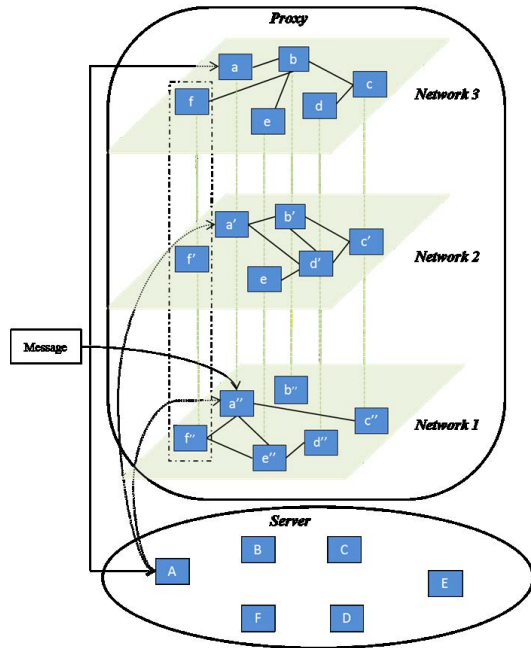 Proxy
a
b
c
f
e
d
Network 3
a'
b'
c'
f'
e
d'
Network 2
Message
a''
b''
c''
f''
e''
d''
Network 1
Server
A
B
C
E
F
D